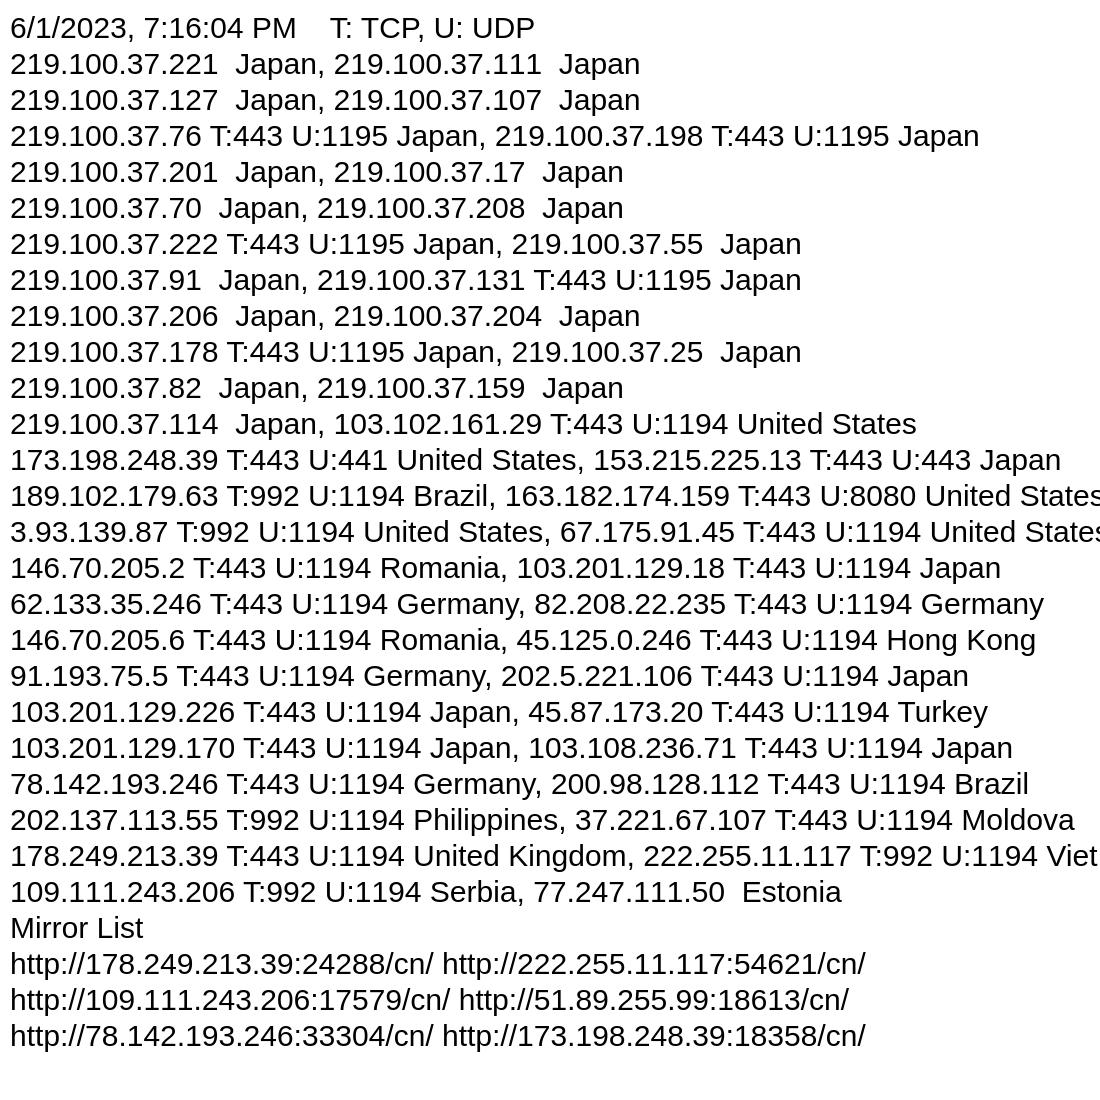 6/1/2023, 7:16:04 PM    T: TCP, U: UDP
219.100.37.221  Japan, 219.100.37.111  Japan
219.100.37.127  Japan, 219.100.37.107  Japan
219.100.37.76 T:443 U:1195 Japan, 219.100.37.198 T:443 U:1195 Japan
219.100.37.201  Japan, 219.100.37.17  Japan
219.100.37.70  Japan, 219.100.37.208  Japan
219.100.37.222 T:443 U:1195 Japan, 219.100.37.55  Japan
219.100.37.91  Japan, 219.100.37.131 T:443 U:1195 Japan
219.100.37.206  Japan, 219.100.37.204  Japan
219.100.37.178 T:443 U:1195 Japan, 219.100.37.25  Japan
219.100.37.82  Japan, 219.100.37.159  Japan
219.100.37.114  Japan, 103.102.161.29 T:443 U:1194 United States
173.198.248.39 T:443 U:441 United States, 153.215.225.13 T:443 U:443 Japan
189.102.179.63 T:992 U:1194 Brazil, 163.182.174.159 T:443 U:8080 United States
3.93.139.87 T:992 U:1194 United States, 67.175.91.45 T:443 U:1194 United States
146.70.205.2 T:443 U:1194 Romania, 103.201.129.18 T:443 U:1194 Japan
62.133.35.246 T:443 U:1194 Germany, 82.208.22.235 T:443 U:1194 Germany
146.70.205.6 T:443 U:1194 Romania, 45.125.0.246 T:443 U:1194 Hong Kong
91.193.75.5 T:443 U:1194 Germany, 202.5.221.106 T:443 U:1194 Japan
103.201.129.226 T:443 U:1194 Japan, 45.87.173.20 T:443 U:1194 Turkey
103.201.129.170 T:443 U:1194 Japan, 103.108.236.71 T:443 U:1194 Japan
78.142.193.246 T:443 U:1194 Germany, 200.98.128.112 T:443 U:1194 Brazil
202.137.113.55 T:992 U:1194 Philippines, 37.221.67.107 T:443 U:1194 Moldova
178.249.213.39 T:443 U:1194 United Kingdom, 222.255.11.117 T:992 U:1194 Viet
109.111.243.206 T:992 U:1194 Serbia, 77.247.111.50  Estonia
Mirror List
http://178.249.213.39:24288/cn/ http://222.255.11.117:54621/cn/
http://109.111.243.206:17579/cn/ http://51.89.255.99:18613/cn/
http://78.142.193.246:33304/cn/ http://173.198.248.39:18358/cn/